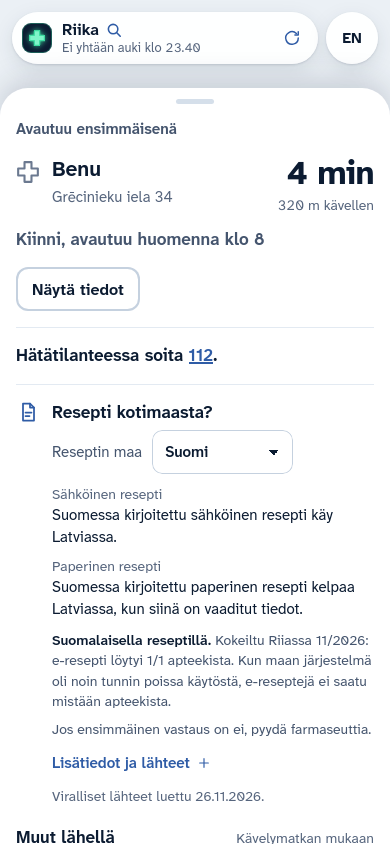 Riika
Ei yhtään auki klo 23.40
EN
Avautuu ensimmäisenä
Benu
4 min
Grēcinieku iela 34
320 m kävellen
Kiinni, avautuu huomenna klo 8
Näytä tiedot
Hätätilanteessa soita 112.
Resepti kotimaasta?
Reseptin maa
Suomi
Sähköinen resepti
Suomessa kirjoitettu sähköinen resepti käy
Latviassa.
Paperinen resepti
Suomessa kirjoitettu paperinen resepti kelpaa
Latviassa, kun siinä on vaaditut tiedot.
Suomalaisella reseptillä. Kokeiltu Riiassa 11/2026:
e-resepti löytyi 1/1 apteekista. Kun maan järjestelmä
oli noin tunnin poissa käytöstä, e-reseptejä ei saatu
mistään apteekista.
Jos ensimmäinen vastaus on ei, pyydä farmaseuttia.
Lisätiedot ja lähteet +
Viralliset lähteet luettu 26.11.2026.
Muut lähellä
Kävelymatkan mukaan